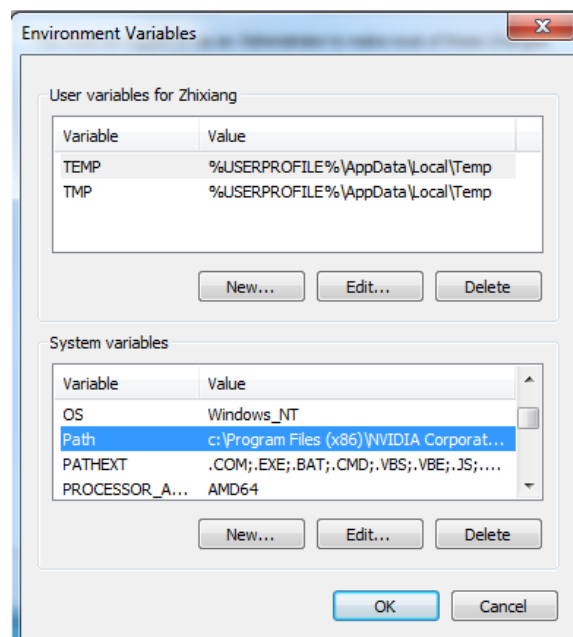 Environment Variables
User variables for Zhixiang
Variable Value
TEMP %USERPROFILE%\AppData\Local\Temp
TMP %USERPROFILE%\AppData\Local\Temp
New... Edit... Delete
System variables
Variable Value
OS Windows_NT
Path c:\Program Files (x86)\NVIDIA Corporat...
PATHEXT .COM;.EXE;.BAT;.CMD;.VBS;.VBE;.JS;....
PROCESSOR_A... AMD64
New... Edit... Delete
OK Cancel